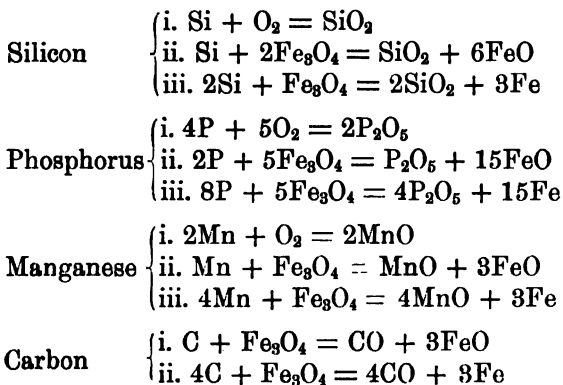 i. Si + O₂ = SiO₂
Silicon ii. Si + 2Fe₃O₄ = SiO₂ + 6FeO
iii. 2Si + Fe₃O₄ = 2SiO₂ + 3Fe
i. 4P + 5O₂ = 2P₂O₅
Phosphorus ii. 2P + 5Fe₃O₄ = P₂O₅ + 15FeO
iii. 8P + 5Fe₃O₄ = 4P₂O₅ + 15Fe
i. 2Mn + O₂ = 2MnO
Manganese ii. Mn + Fe₃O₄ = MnO + 3FeO
iii. 4Mn + Fe₃O₄ = 4MnO + 3Fe
i. C + Fe₃O₄ = CO + 3FeO
Carbon ii. 4C + Fe₃O₄ = 4CO + 3Fe